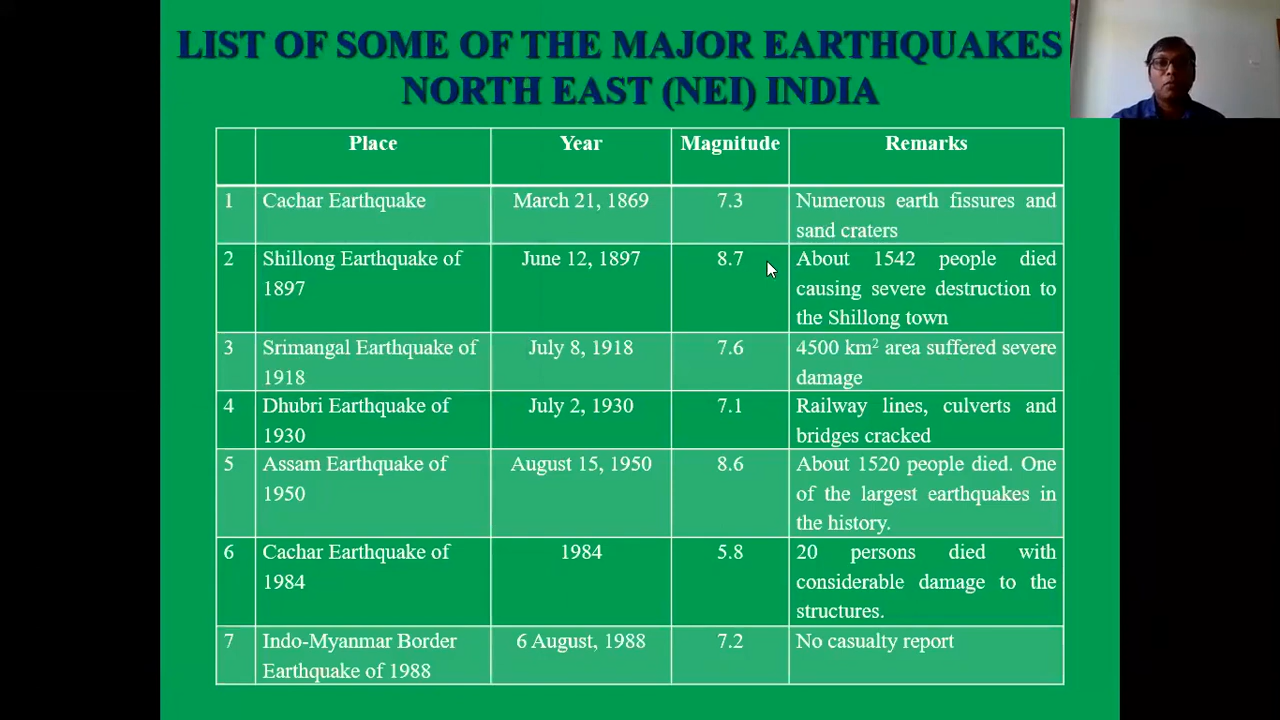 LIST OF SOME OF THE MAJOR EARTHQUAKES
NORTH EAST (NEI) INDIA
Place Year Magnitude Remarks
1 Cachar Earthquake March 21, 1869 7.3 Numerous earth fissures and
sand craters
2 Shillong Earthquake of June 12, 1897 8.7 About 1542 people died
1897 causing severe destruction to
the Shillong town
3 Srimangal Earthquake of July 8, 1918 7.6 4500 km² area suffered severe
1918 damage
4 Dhubri Earthquake of July 2, 1930 7.1 Railway lines, culverts and
1930 bridges cracked
5 Assam Earthquake of August 15, 1950 8.6 About 1520 people died. One
1950 of the largest earthquakes in
the history.
6 Cachar Earthquake of 1984 5.8 20 persons died with
1984 considerable damage to the
structures.
7 Indo-Myanmar Border 6 August, 1988 7.2 No casualty report
Earthquake of 1988